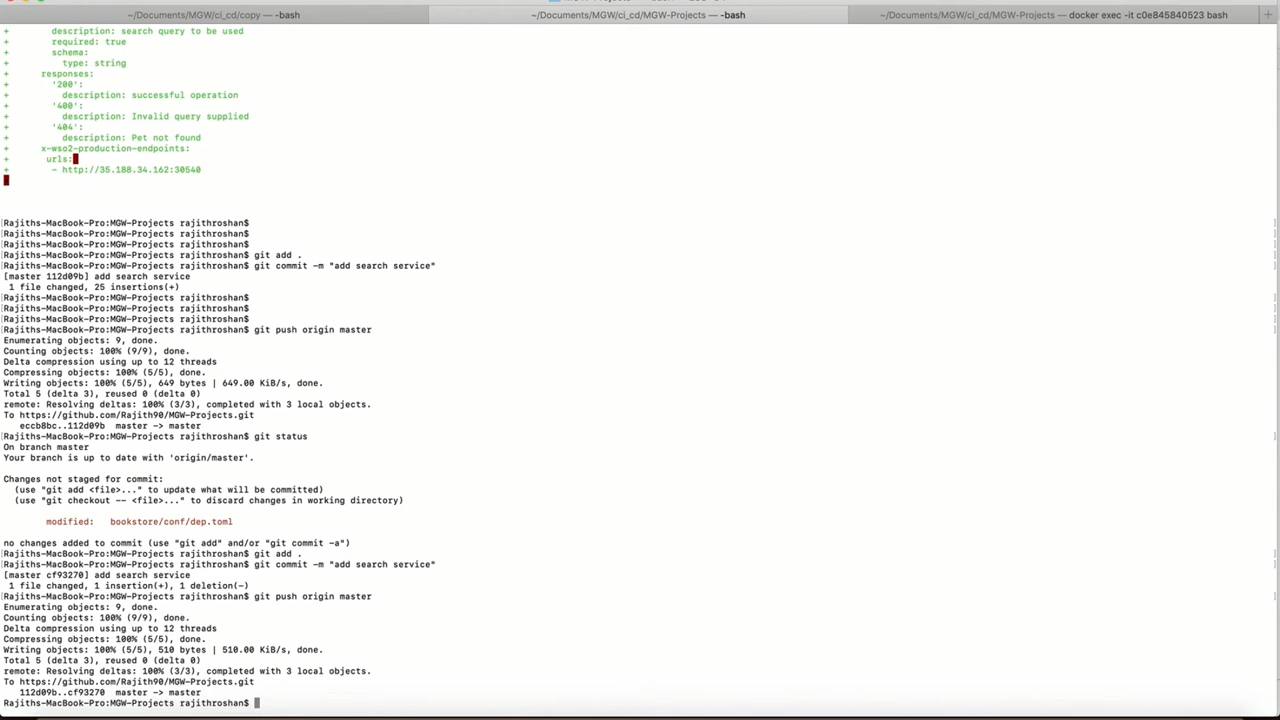 ~/Documents/MGW/ci_cd/copy — -bash
~/Documents/MGW/ci_cd/MGW-Projects — -bash
~/Documents/MGW/ci_cd/MGW-Projects — docker exec -it c0e845840523 bash
+
+ description: search query to be used
+ required: true
+ schema:
+ type: string
+ responses:
+ '200':
+ description: successful operation
+ '400':
+ description: Invalid query supplied
+ '404':
+ description: Pet not found
+ x-wso2-production-endpoints:
+ urls:
+ - http://35.188.34.162:30540
Rajiths-MacBook-Pro:MGW-Projects rajithroshan$
Rajiths-MacBook-Pro:MGW-Projects rajithroshan$
Rajiths-MacBook-Pro:MGW-Projects rajithroshan$
Rajiths-MacBook-Pro:MGW-Projects rajithroshan$ git add .
Rajiths-MacBook-Pro:MGW-Projects rajithroshan$ git commit -m "add search service"
[master 112d09b] add search service
1 file changed, 25 insertions(+)
Rajiths-MacBook-Pro:MGW-Projects rajithroshan$
Rajiths-MacBook-Pro:MGW-Projects rajithroshan$
Rajiths-MacBook-Pro:MGW-Projects rajithroshan$
Rajiths-MacBook-Pro:MGW-Projects rajithroshan$ git push origin master
Enumerating objects: 9, done.
Counting objects: 100% (9/9), done.
Delta compression using up to 12 threads
Compressing objects: 100% (5/5), done.
Writing objects: 100% (5/5), 649 bytes | 649.00 KiB/s, done.
Total 5 (delta 3), reused 0 (delta 0)
remote: Resolving deltas: 100% (3/3), completed with 3 local objects.
To https://github.com/Rajith90/MGW-Projects.git
eccb8bc..112d09b master -> master
Rajiths-MacBook-Pro:MGW-Projects rajithroshan$ git status
On branch master
Your branch is up to date with 'origin/master'.
Changes not staged for commit:
(use "git add <file>..." to update what will be committed)
(use "git checkout -- <file>..." to discard changes in working directory)
modified: bookstore/conf/dep.toml
no changes added to commit (use "git add" and/or "git commit -a")
Rajiths-MacBook-Pro:MGW-Projects rajithroshan$ git add .
Rajiths-MacBook-Pro:MGW-Projects rajithroshan$ git commit -m "add search service"
[master cf93270] add search service
1 file changed, 1 insertion(+), 1 deletion(-)
Rajiths-MacBook-Pro:MGW-Projects rajithroshan$ git push origin master
Enumerating objects: 9, done.
Counting objects: 100% (9/9), done.
Delta compression using up to 12 threads
Compressing objects: 100% (5/5), done.
Writing objects: 100% (5/5), 510 bytes | 510.00 KiB/s, done.
Total 5 (delta 3), reused 0 (delta 0)
remote: Resolving deltas: 100% (3/3), completed with 3 local objects.
To https://github.com/Rajith90/MGW-Projects.git
112d09b..cf93270 master -> master
Rajiths-MacBook-Pro:MGW-Projects rajithroshan$